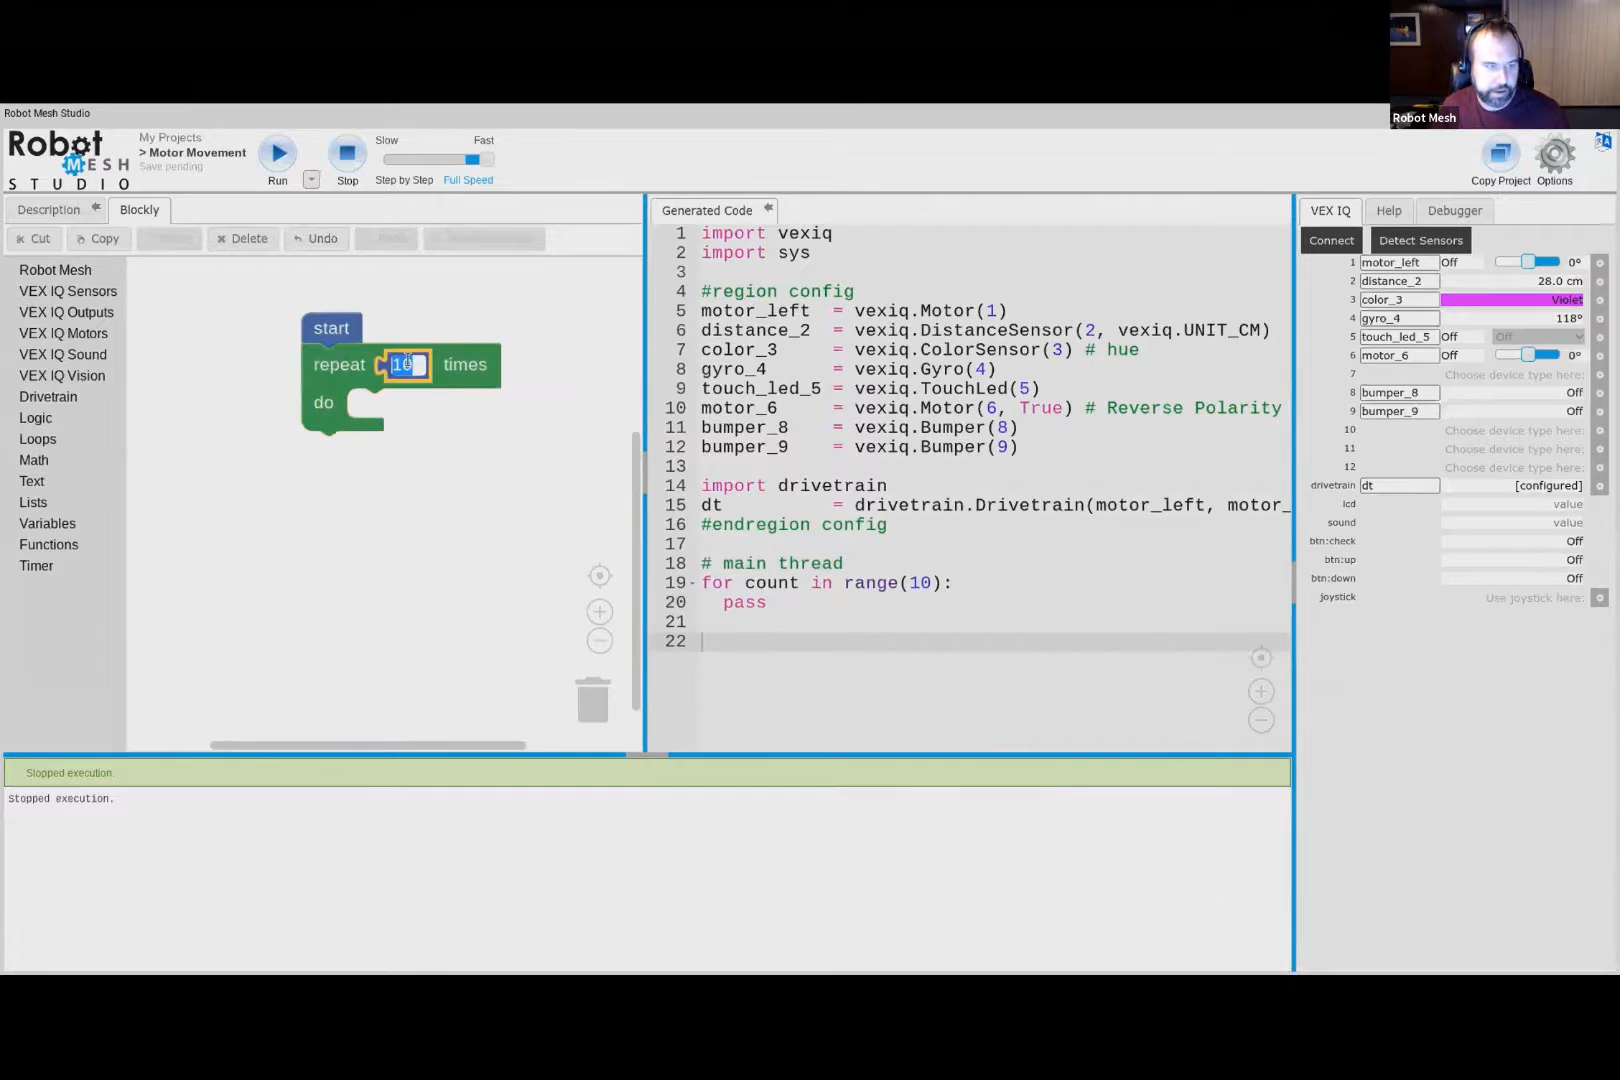 Robot Mesh
Robot Mesh Studio
Robot
MESH
STUDIO
My Projects
> Motor Movement
Save pending
Run
Stop
Slow Fast
Step by Step Full Speed
Copy Project
Options
Description
Blockly
Cut
Copy
Delete
Undo
Robot Mesh
VEX IQ Sensors
VEX IQ Outputs
VEX IQ Motors
VEX IQ Sound
VEX IQ Vision
Drivetrain
Logic
Loops
Math
Text
Lists
Variables
Functions
Timer
start
repeat 10 times
do
Generated Code
1 import vexiq
2 import sys
3
4 #region config
5 motor_left = vexiq.Motor(1)
6 distance_2 = vexiq.DistanceSensor(2, vexiq.UNIT_CM)
7 color_3 = vexiq.ColorSensor(3) # hue
8 gyro_4 = vexiq.Gyro(4)
9 touch_led_5 = vexiq.TouchLed(5)
10 motor_6 = vexiq.Motor(6, True) # Reverse Polarity
11 bumper_8 = vexiq.Bumper(8)
12 bumper_9 = vexiq.Bumper(9)
13
14 import drivetrain
15 dt = drivetrain.Drivetrain(motor_left, motor_
16 #endregion config
17
18 # main thread
19 for count in range(10):
20 pass
21
22
VEX IQ
Help
Debugger
Connect
Detect Sensors
1 motor_left Off 0°
2 distance_2 28.0 cm
3 color_3 Violet
4 gyro_4 118°
5 touch_led_5 Off Off
6 motor_6 Off 0°
7 Choose device type here:
8 bumper_8 Off
9 bumper_9 Off
10 Choose device type here:
11 Choose device type here:
12 Choose device type here:
drivetrain dt [configured]
lcd value
sound value
btn:check Off
btn:up Off
btn:down Off
joystick Use joystick here:
Stopped execution.
Stopped execution.